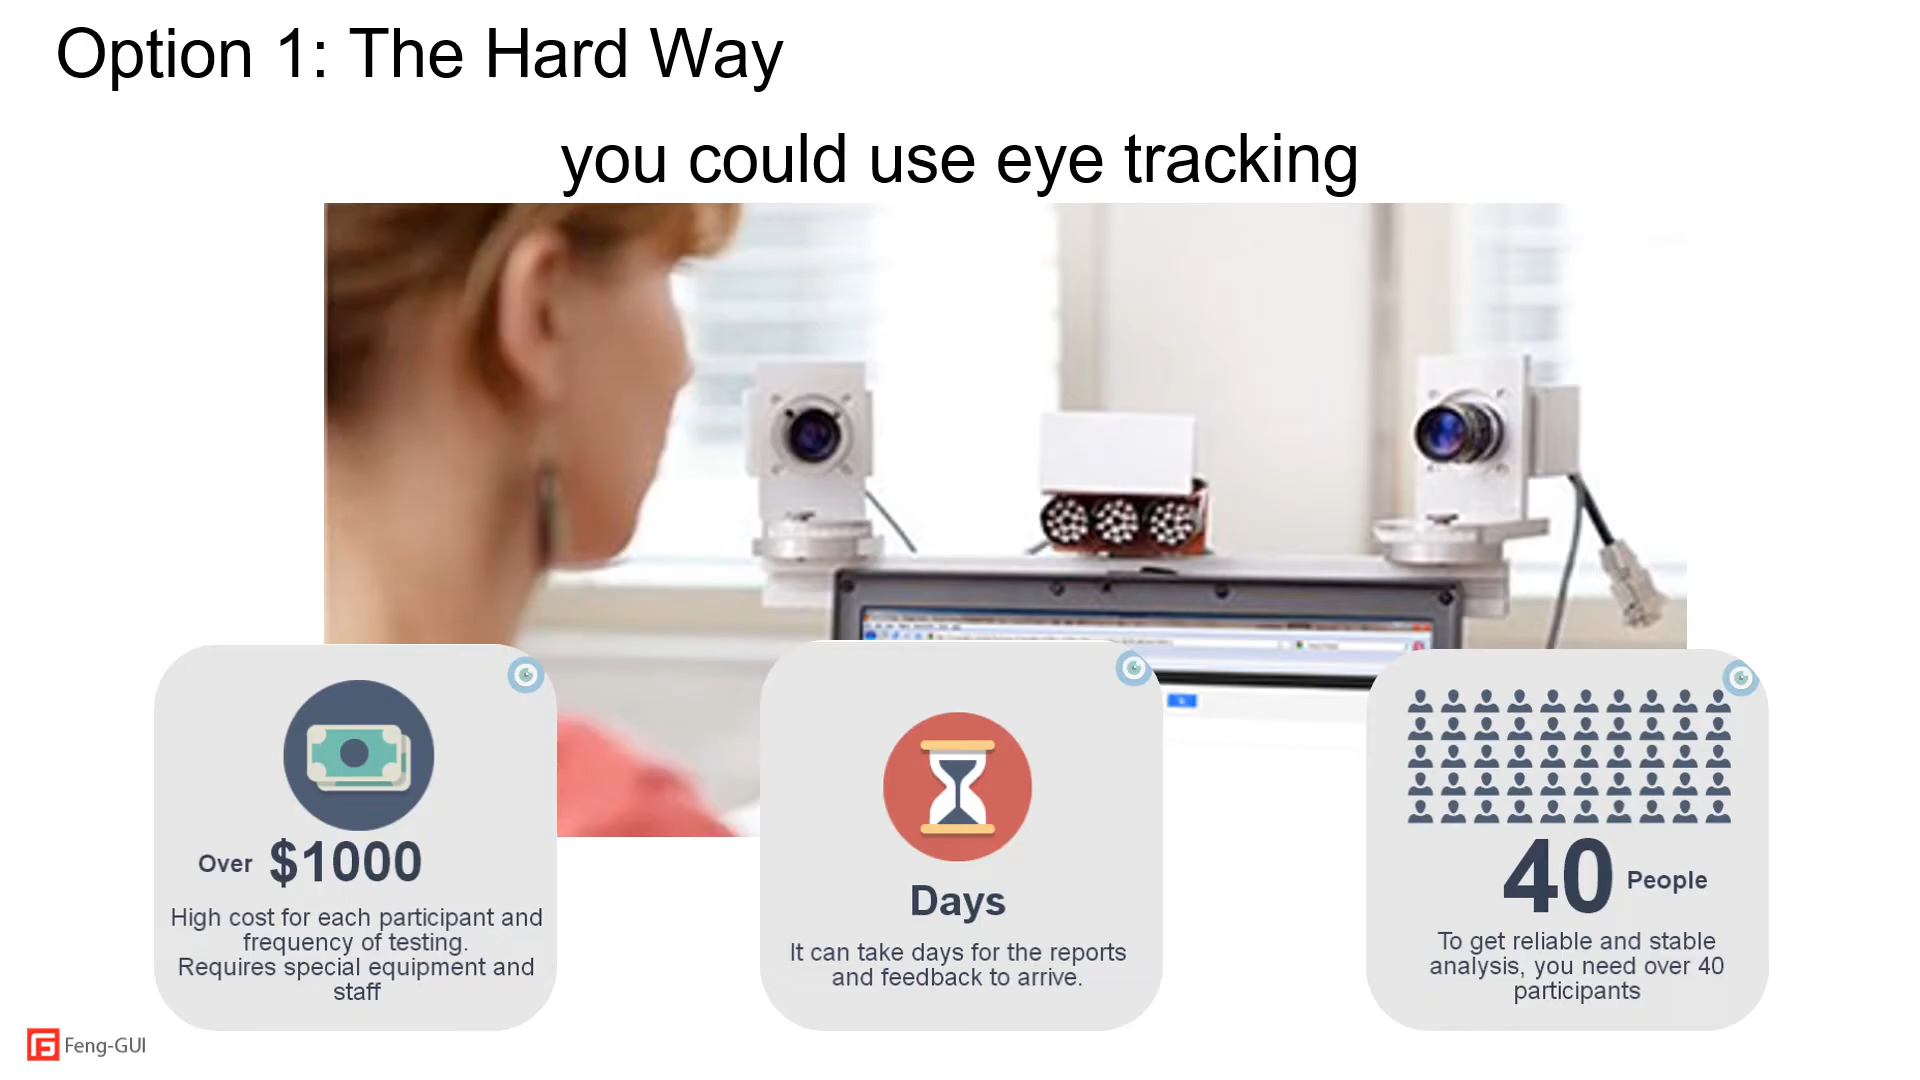 Option 1: The Hard Way
you could use eye tracking
Over $1000
High cost for each participant and
frequency of testing.
Requires special equipment and
staff
Days
It can take days for the reports
and feedback to arrive.
40 People
To get reliable and stable
analysis, you need over 40
participants
Feng-GUI